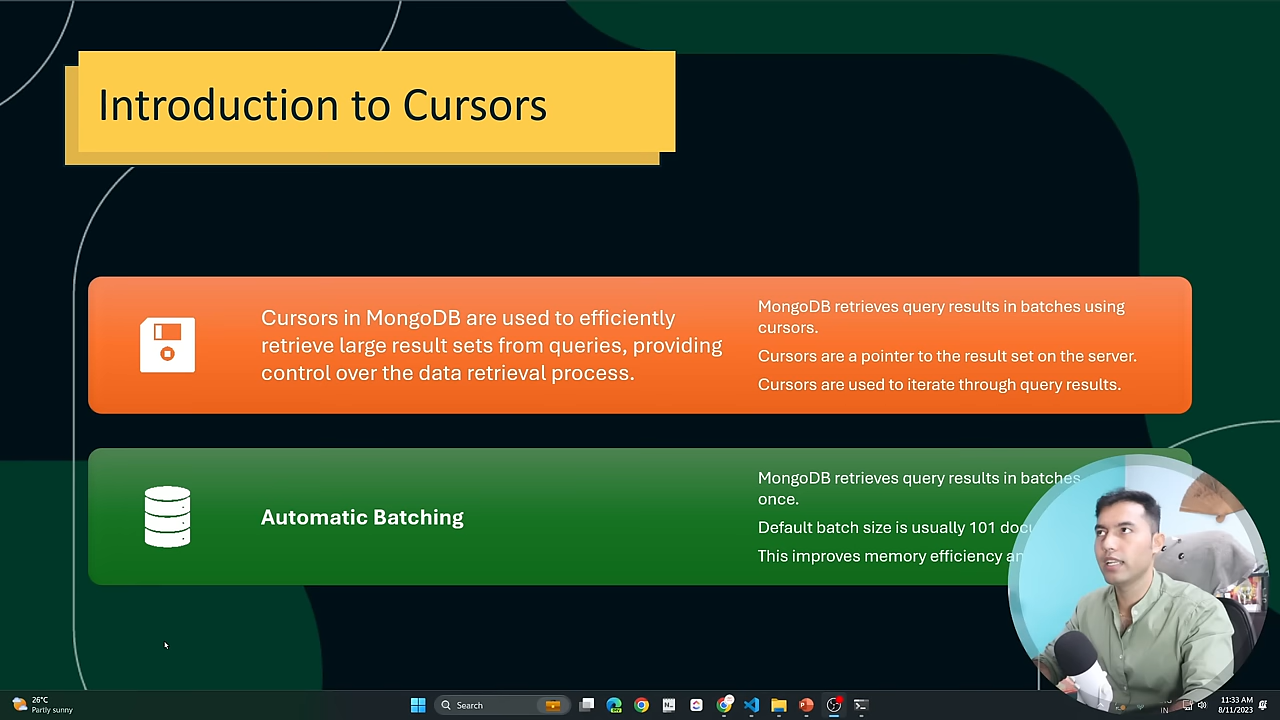 Introduction to Cursors
Cursors in MongoDB are used to efficiently
retrieve large result sets from queries, providing
control over the data retrieval process.
MongoDB retrieves query results in batches using
cursors.
Cursors are a pointer to the result set on the server.
Cursors are used to iterate through query results.
Automatic Batching
MongoDB retrieves query results in batches
once.
Default batch size is usually 101
This improves memory efficiency
26°C
Partly sunny
Search
11:33 AM
IN
8/11/2023